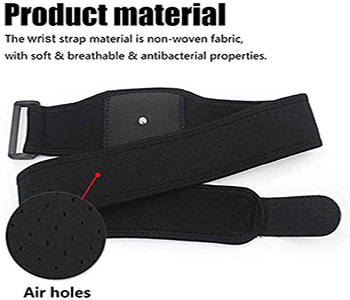 Product material
The wrist strap material is non-woven fabric,
with soft & breathable & antibacterial properties.
Air holes